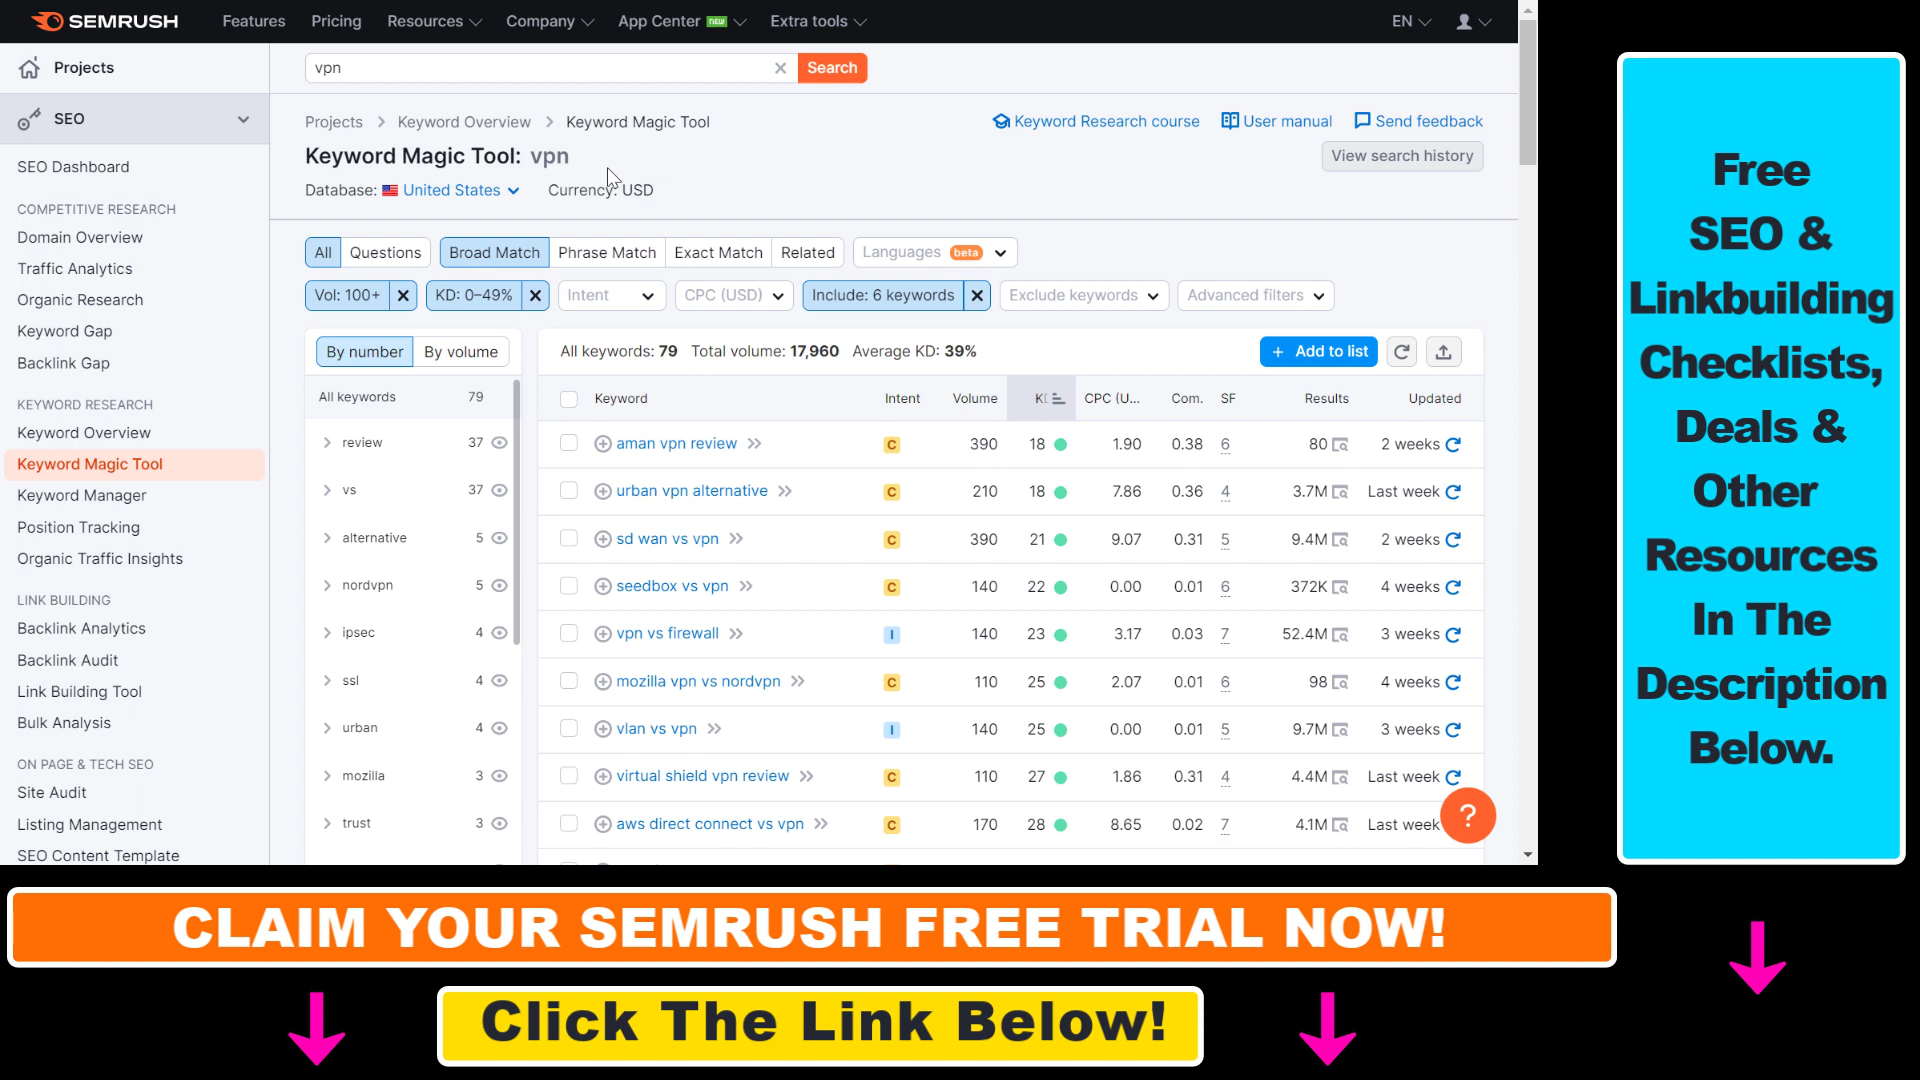 SEMRUSH
Features
Pricing
Resources
Company
App Center NEW
Extra tools
EN
Projects
vpn
Search
SEO
SEO Dashboard
COMPETITIVE RESEARCH
Domain Overview
Traffic Analytics
Organic Research
Keyword Gap
Backlink Gap
KEYWORD RESEARCH
Keyword Overview
Keyword Magic Tool
Keyword Manager
Position Tracking
Organic Traffic Insights
LINK BUILDING
Backlink Analytics
Backlink Audit
Link Building Tool
Bulk Analysis
ON PAGE & TECH SEO
Site Audit
Listing Management
SEO Content Template
Projects > Keyword Overview > Keyword Magic Tool
Keyword Research course
User manual
Send feedback
Keyword Magic Tool: vpn
View search history
Database: United States
Currency: USD
All
Questions
Broad Match
Phrase Match
Exact Match
Related
Languages beta
Vol: 100+
KD: 0–49%
Intent
CPC (USD)
Include: 6 keywords
Exclude keywords
Advanced filters
By number
By volume
All keywords 79
review 37
vs 37
alternative 5
nordvpn 5
ipsec 4
ssl 4
urban 4
mozilla 3
trust 3
All keywords: 79 Total volume: 17,960 Average KD: 39%
+ Add to list
Keyword Intent Volume CPC (U... Com. SF Results Updated
aman vpn review C 390 18 1.90 0.38 6 80 2 weeks
urban vpn alternative C 210 18 7.86 0.36 4 3.7M Last week
sd wan vs vpn C 390 21 9.07 0.31 5 9.4M 2 weeks
seedbox vs vpn C 140 22 0.00 0.01 6 372K 4 weeks
vpn vs firewall I 140 23 3.17 0.03 7 52.4M 3 weeks
mozilla vpn vs nordvpn C 110 25 2.07 0.01 6 98 4 weeks
vlan vs vpn I 140 25 0.00 0.01 5 9.7M 3 weeks
virtual shield vpn review C 110 27 1.86 0.31 4 4.4M Last week
aws direct connect vs vpn C 170 28 8.65 0.02 7 4.1M Last week
?
Free
SEO &
Linkbuilding
Checklists,
Deals &
Other
Resources
In The
Description
Below.
CLAIM YOUR SEMRUSH FREE TRIAL NOW!
Click The Link Below!